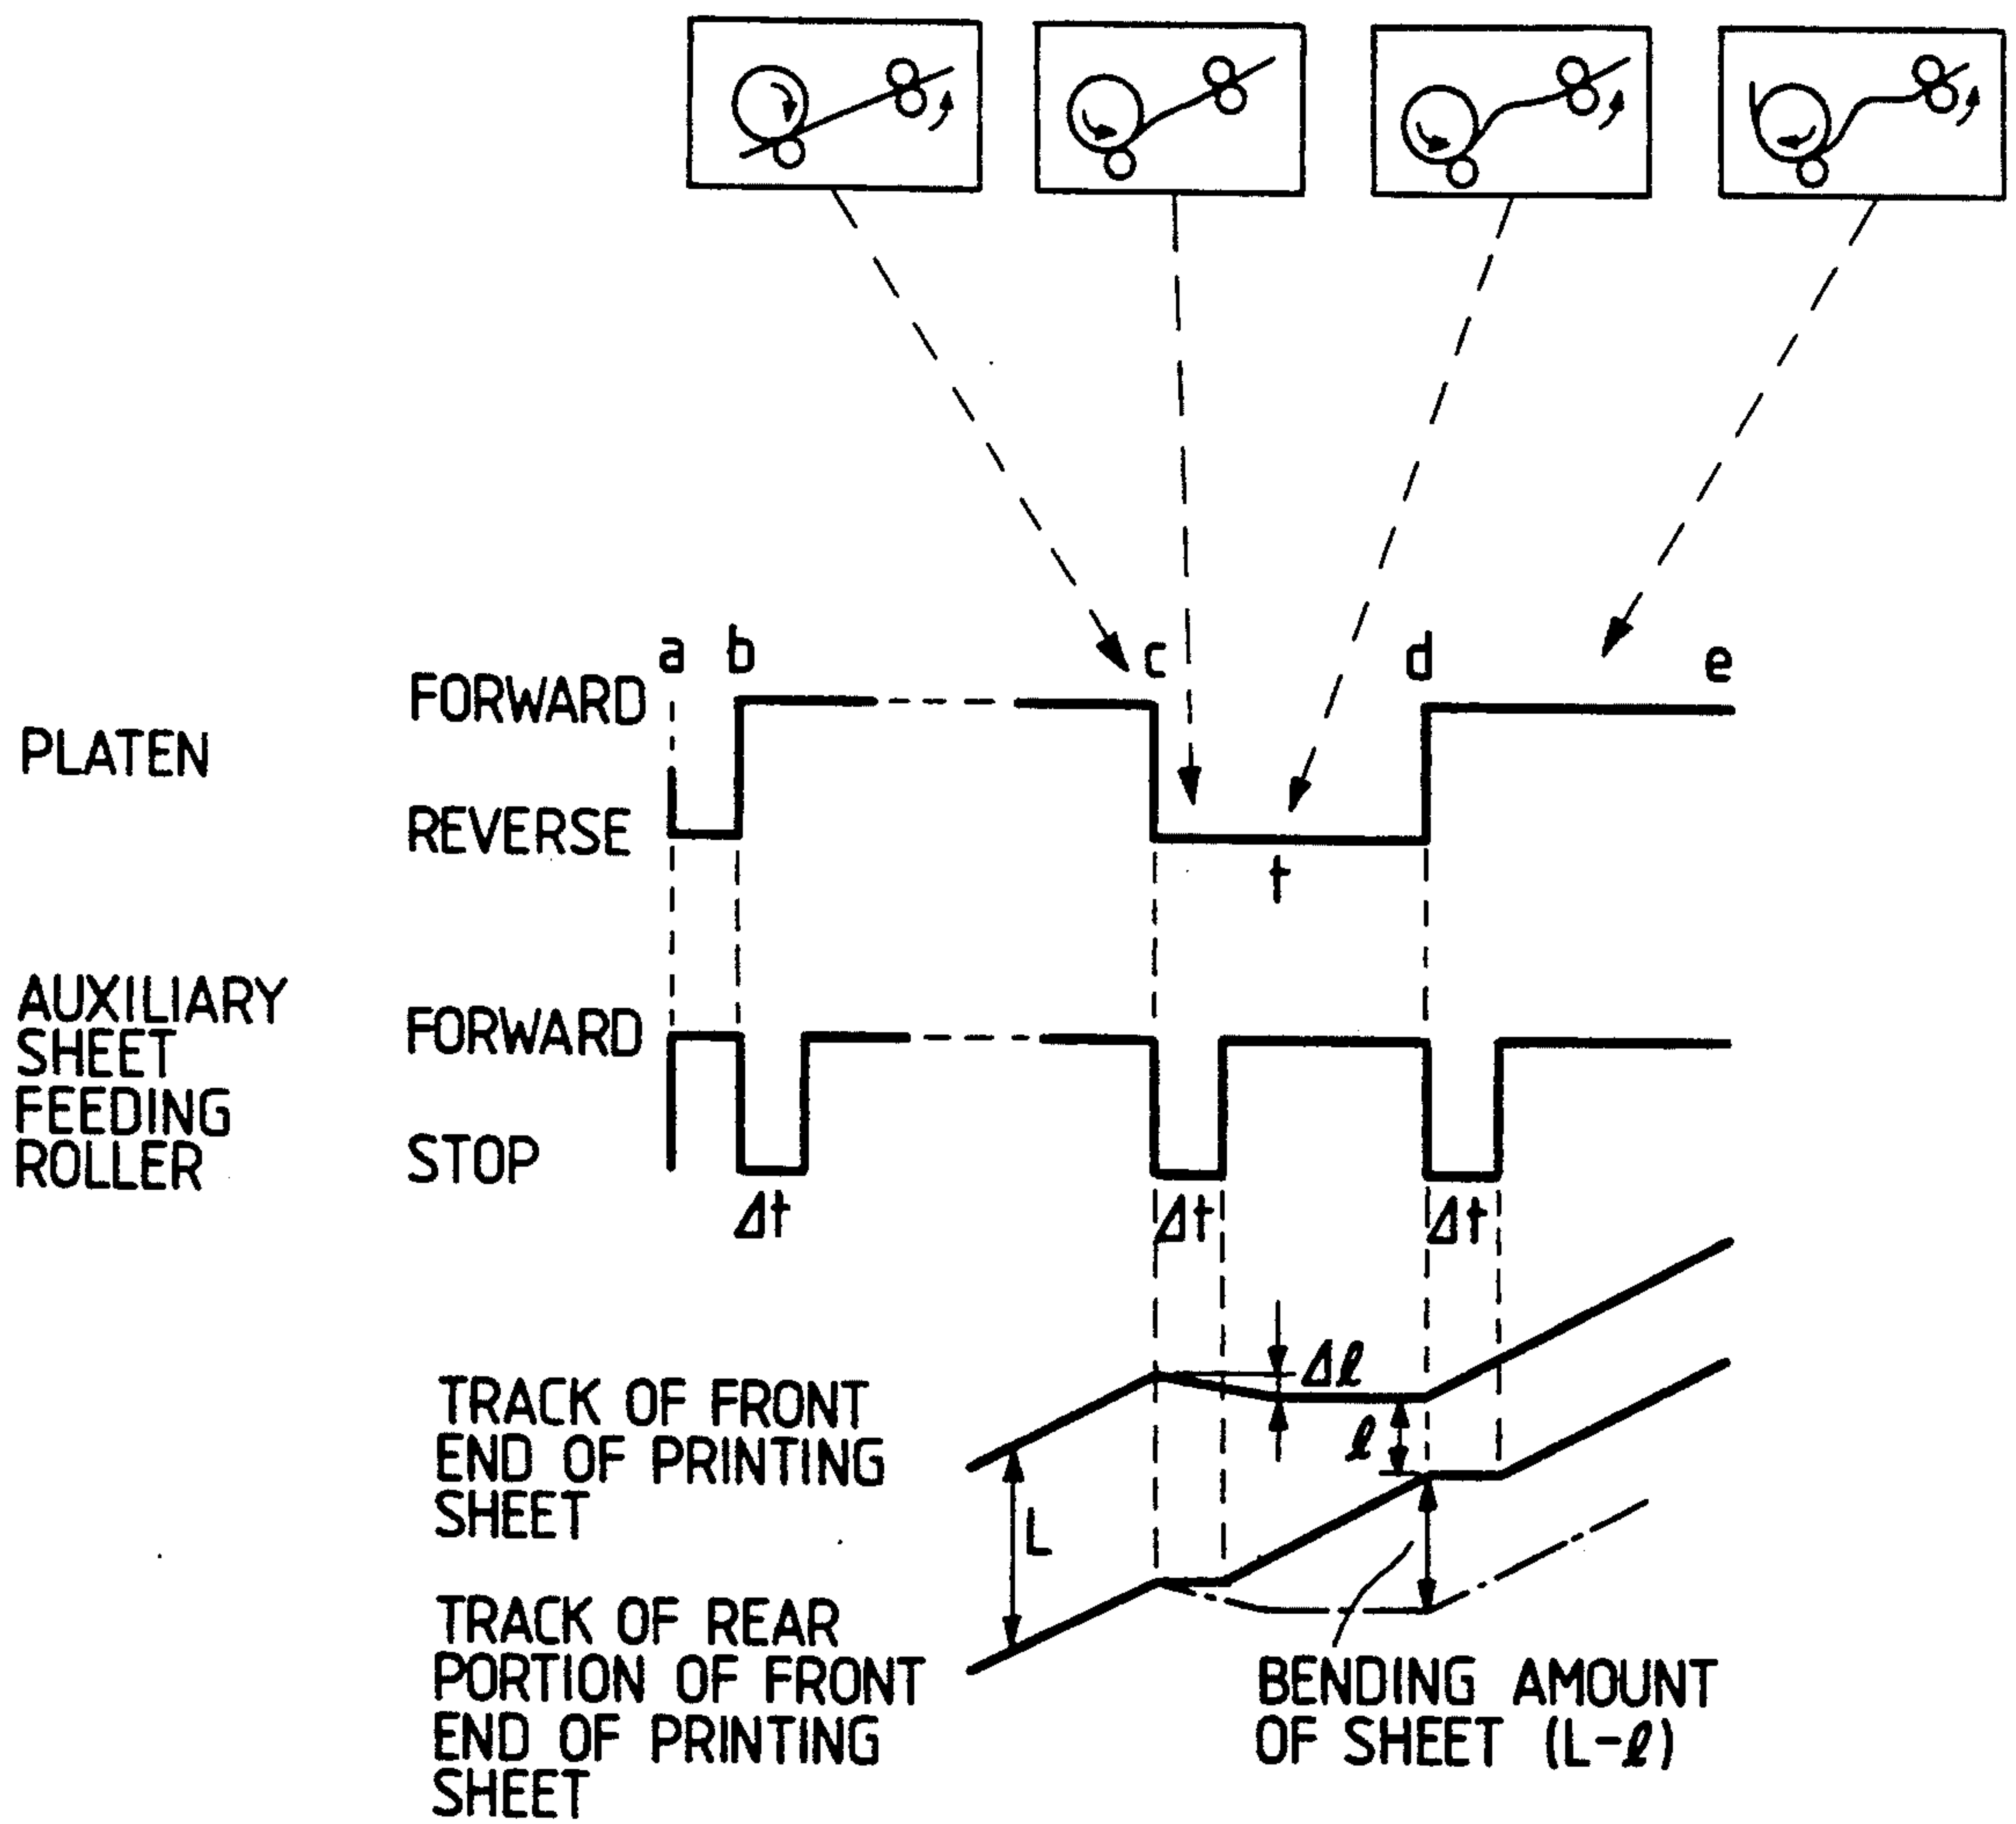 a
b
c
d
e
PLATEN
FORWARD
REVERSE
t
AUXILIARY
SHEET
FEEDING
ROLLER
FORWARD
STOP
Δt
Δt
Δt
TRACK OF FRONT
END OF PRINTING
SHEET
Δℓ
ℓ
L
TRACK OF REAR
PORTION OF FRONT
END OF PRINTING
SHEET
BENDING AMOUNT
OF SHEET (L-ℓ)